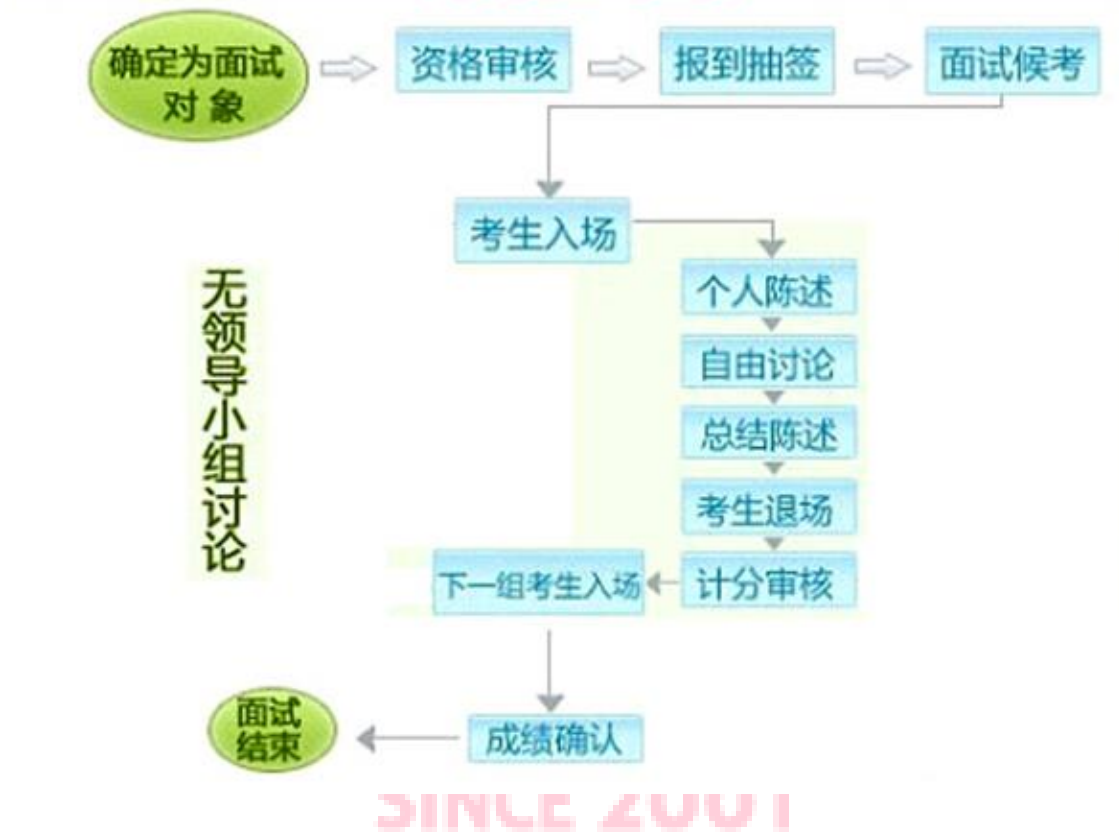 确定为面试
对 象
资格审核
报到抽签
面试候考
考生入场
个人陈述
自由讨论
总结陈述
考生退场
计分审核
下一组考生入场
无领导小组讨论
成绩确认
面试
结束
SINCE 2001